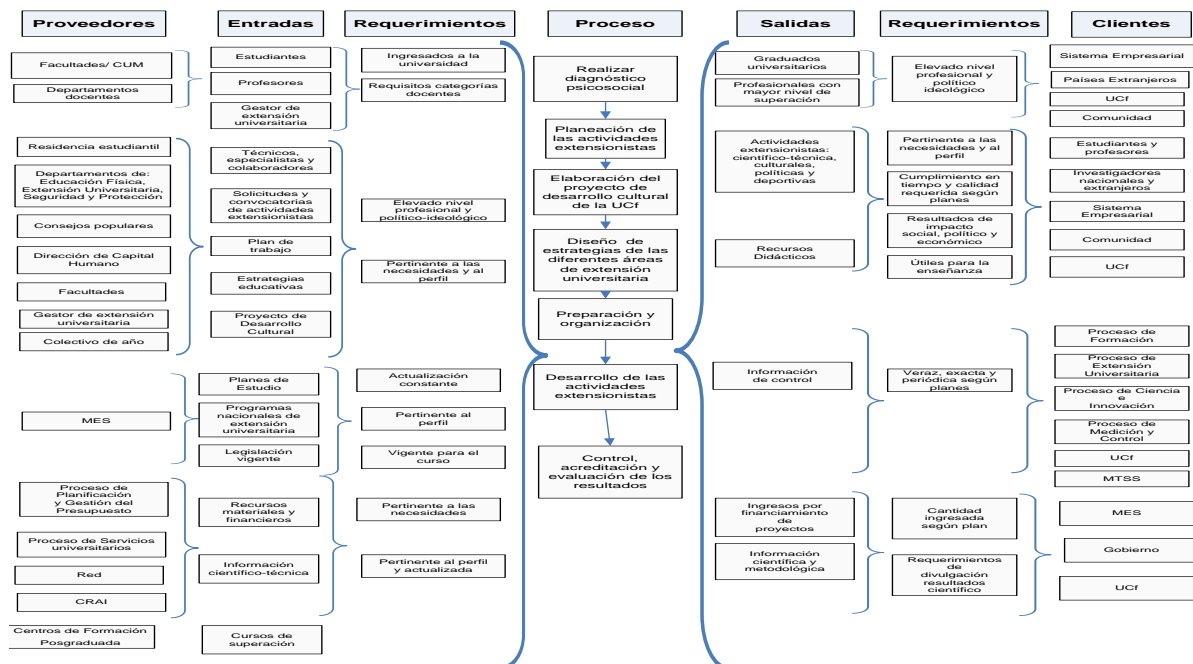 Proveedores
Entradas
Requerimientos
Proceso
Salidas
Requerimientos
Clientes
Facultades/ CUM
Departamentos
docentes
Residencia estudiantil
Departamentos de:
Educación Física,
Extensión Universitaria,
Seguridad y Protección
Consejos populares
Dirección de Capital
Humano
Facultades
Gestor de extensión
universitaria
Colectivo de año
MES
Proceso de
Planificación
y Gestión del
Presupuesto
Proceso de Servicios
universitarios
Red
CRAI
Centros de Formación
Posgraduada
Estudiantes
Profesores
Gestor de
extensión
universitaria
Técnicos,
especialistas y
colaboradores
Solicitudes y
convocatorias
de actividades
extensionistas
Plan de
trabajo
Estrategias
educativas
Proyecto de
Desarrollo
Cultural
Planes de
Estudio
Programas
nacionales de
extensión
universitaria
Legislación
vigente
Recursos
materiales y
financieros
Información
científico-técnica
Cursos de
superación
Ingresados a la
universidad
Requisitos categorías
docentes
Elevado nivel
profesional y
político-ideológico
Pertinente a las
necesidades y al perfil
Actualización
constante
Pertinente al
perfil
Vigente para el
curso
Pertinente a las
necesidades
Pertinente al perfil
y actualizada
Realizar
diagnóstico
psicosocial
Planeación de
las actividades
extensionistas
Elaboración del
proyecto de
desarrollo cultural
de la UCf
Diseño de
estrategias de las
diferentes áreas
de extensión
universitaria
Preparación y
organización
Desarrollo de las
actividades
extensionistas
Control,
acreditación y
evaluación de los
resultados
Graduados
universitarios
Profesionales con
mayor nivel de
superación
Actividades
extensionistas:
científico-técnica,
culturales,
políticas y
deportivas
Recursos
Didácticos
Información
de control
Ingresos por
financiamiento
de
proyectos
Información
científica y
metodológica
Elevado nivel
profesional y
político
ideológico
Pertinente a las
necesidades y al
perfil
Cumplimiento en
tiempo y calidad
requerida según
planes
Resultados de
impacto
social, político y
económico
Útiles para la
enseñanza
Veraz, exacta y
periódica según
planes
Cantidad
ingresada
según plan
Requerimientos
de
divulgación
resultados
científico
Sistema Empresarial
Países Extranjeros
UCf
Comunidad
Estudiantes y
profesores
Investigadores
nacionales y
extranjeros
Sistema
Empresarial
Comunidad
UCf
Proceso de
Formación
Proceso de
Extensión
Universitaria
Proceso de Ciencia
e
Innovación
Proceso de
Medición y
Control
UCf
MTSS
MES
Gobierno
UCf